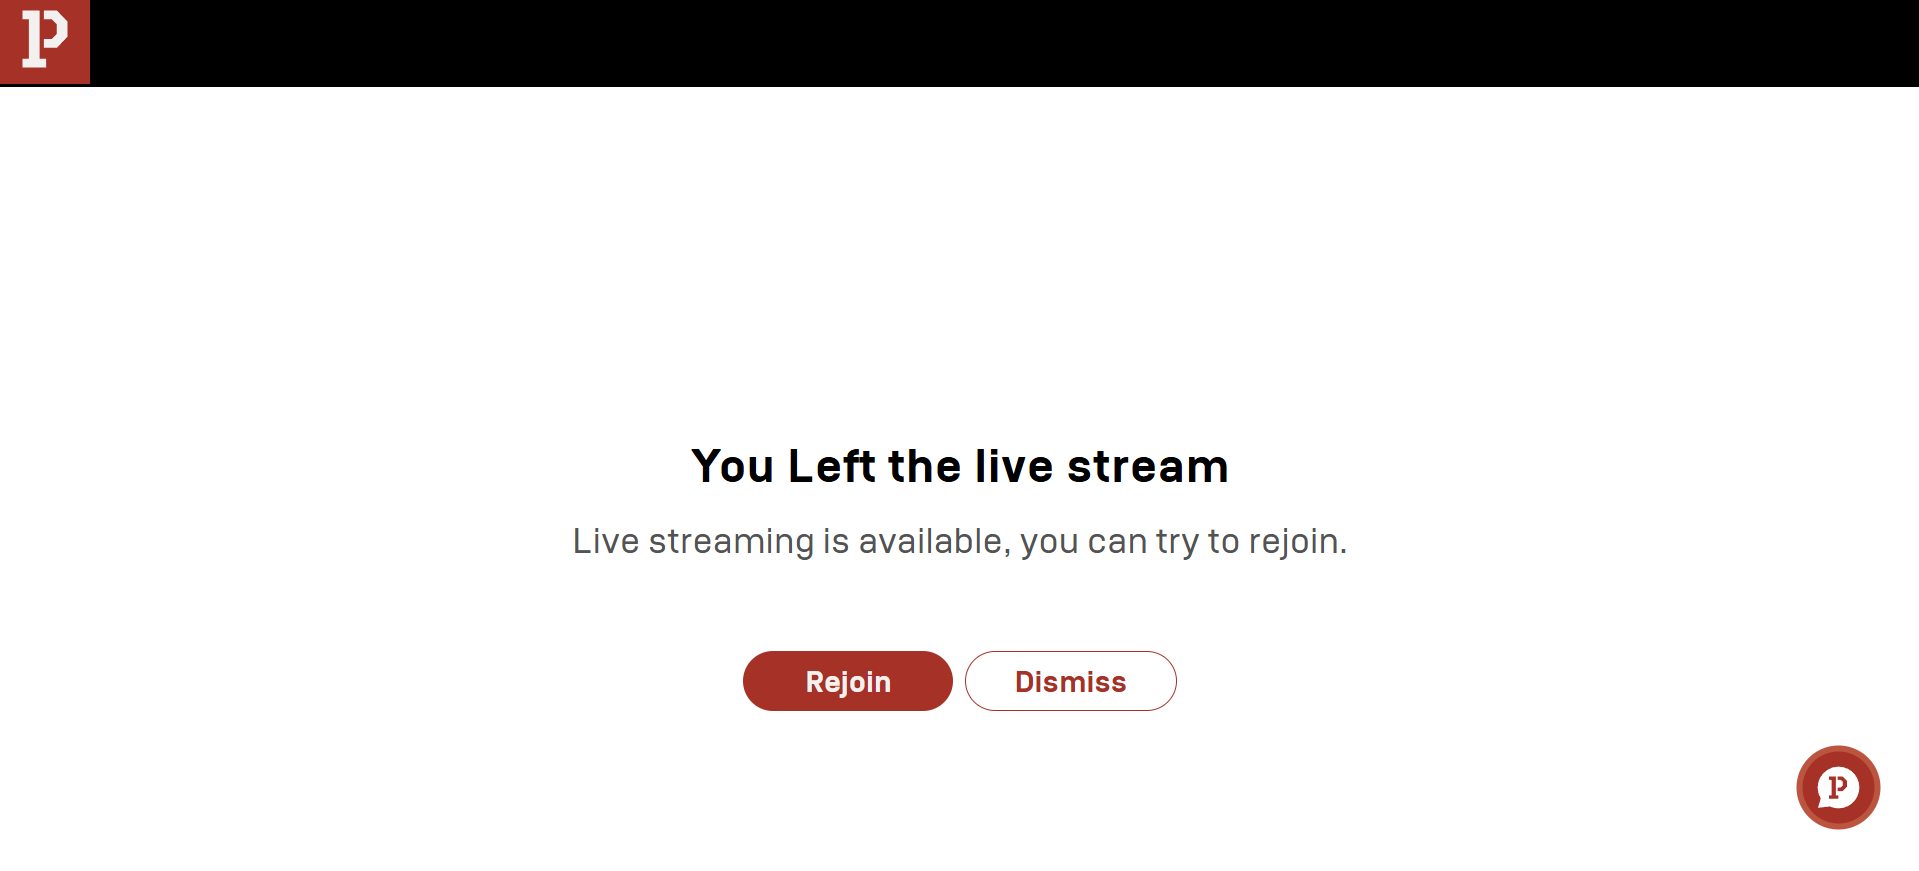 P
You Left the live stream
Live streaming is available, you can try to rejoin.
Rejoin
Dismiss
P